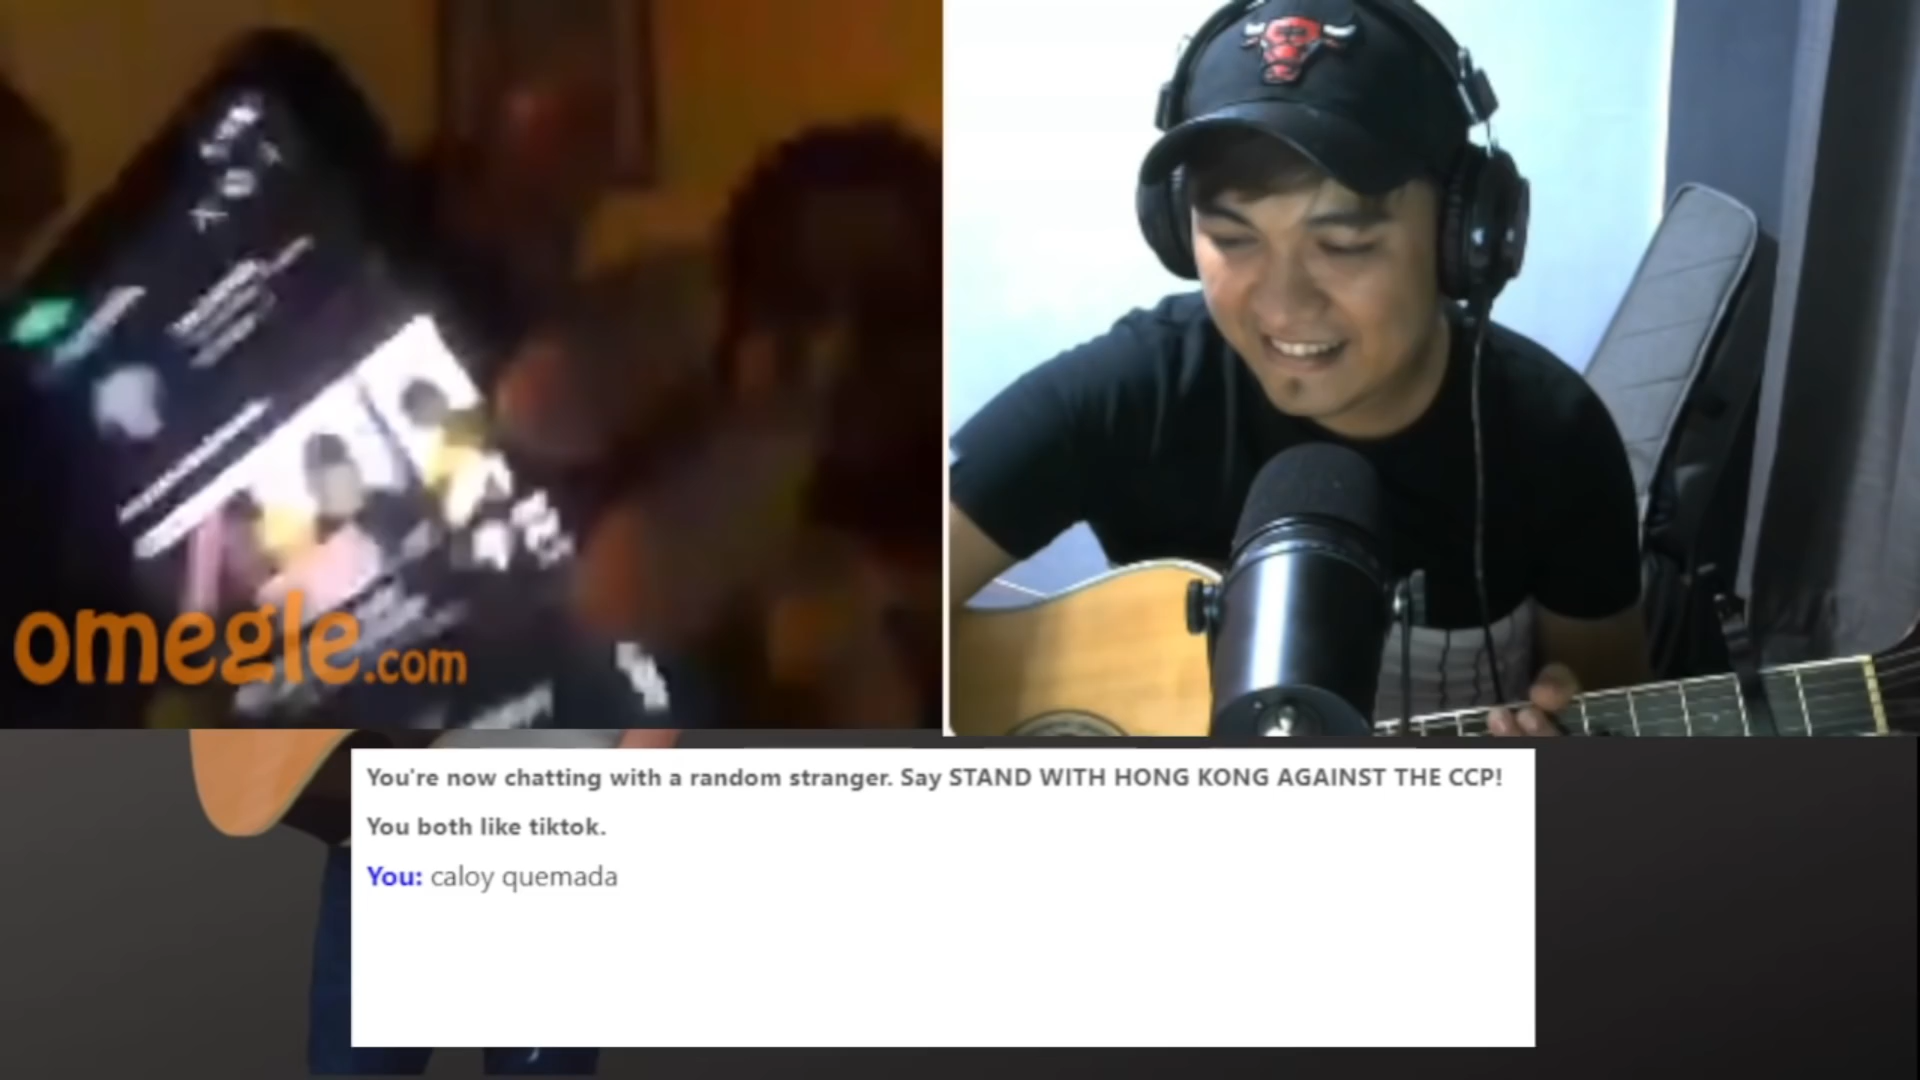 omegle.com
You're now chatting with a random stranger. Say STAND WITH HONG KONG AGAINST THE CCP!
You both like tiktok.
You: caloy quemada